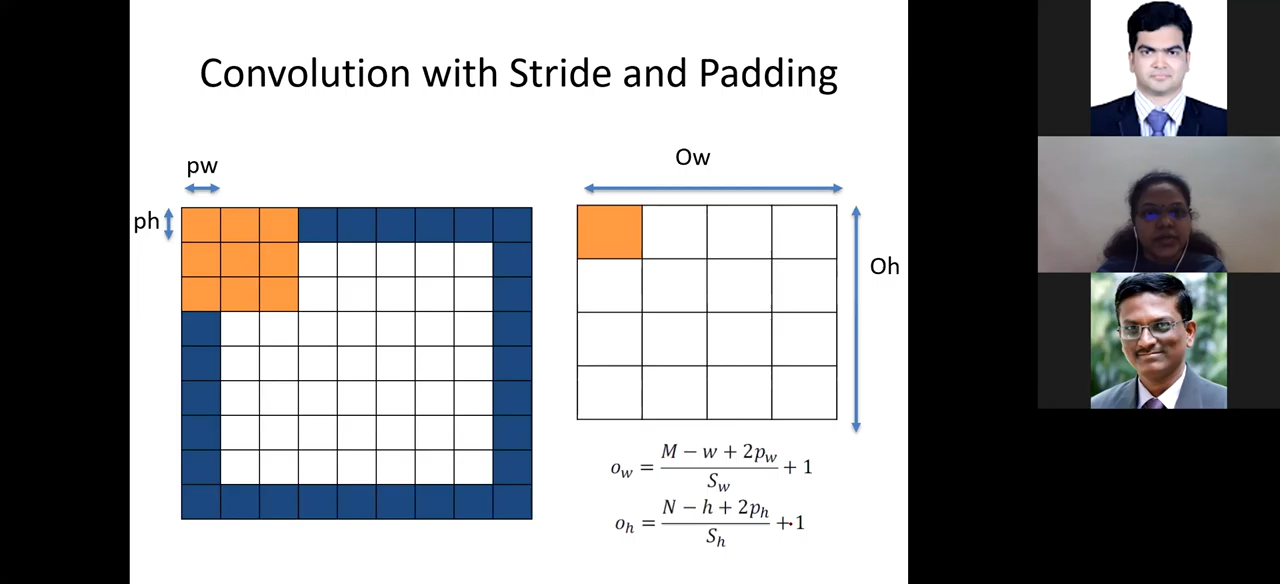 Convolution with Stride and Padding
pw
ph
Ow
Oh
o_w = (M − w + 2p_w) / S_w + 1
o_h = (N − h + 2p_h) / S_h + 1